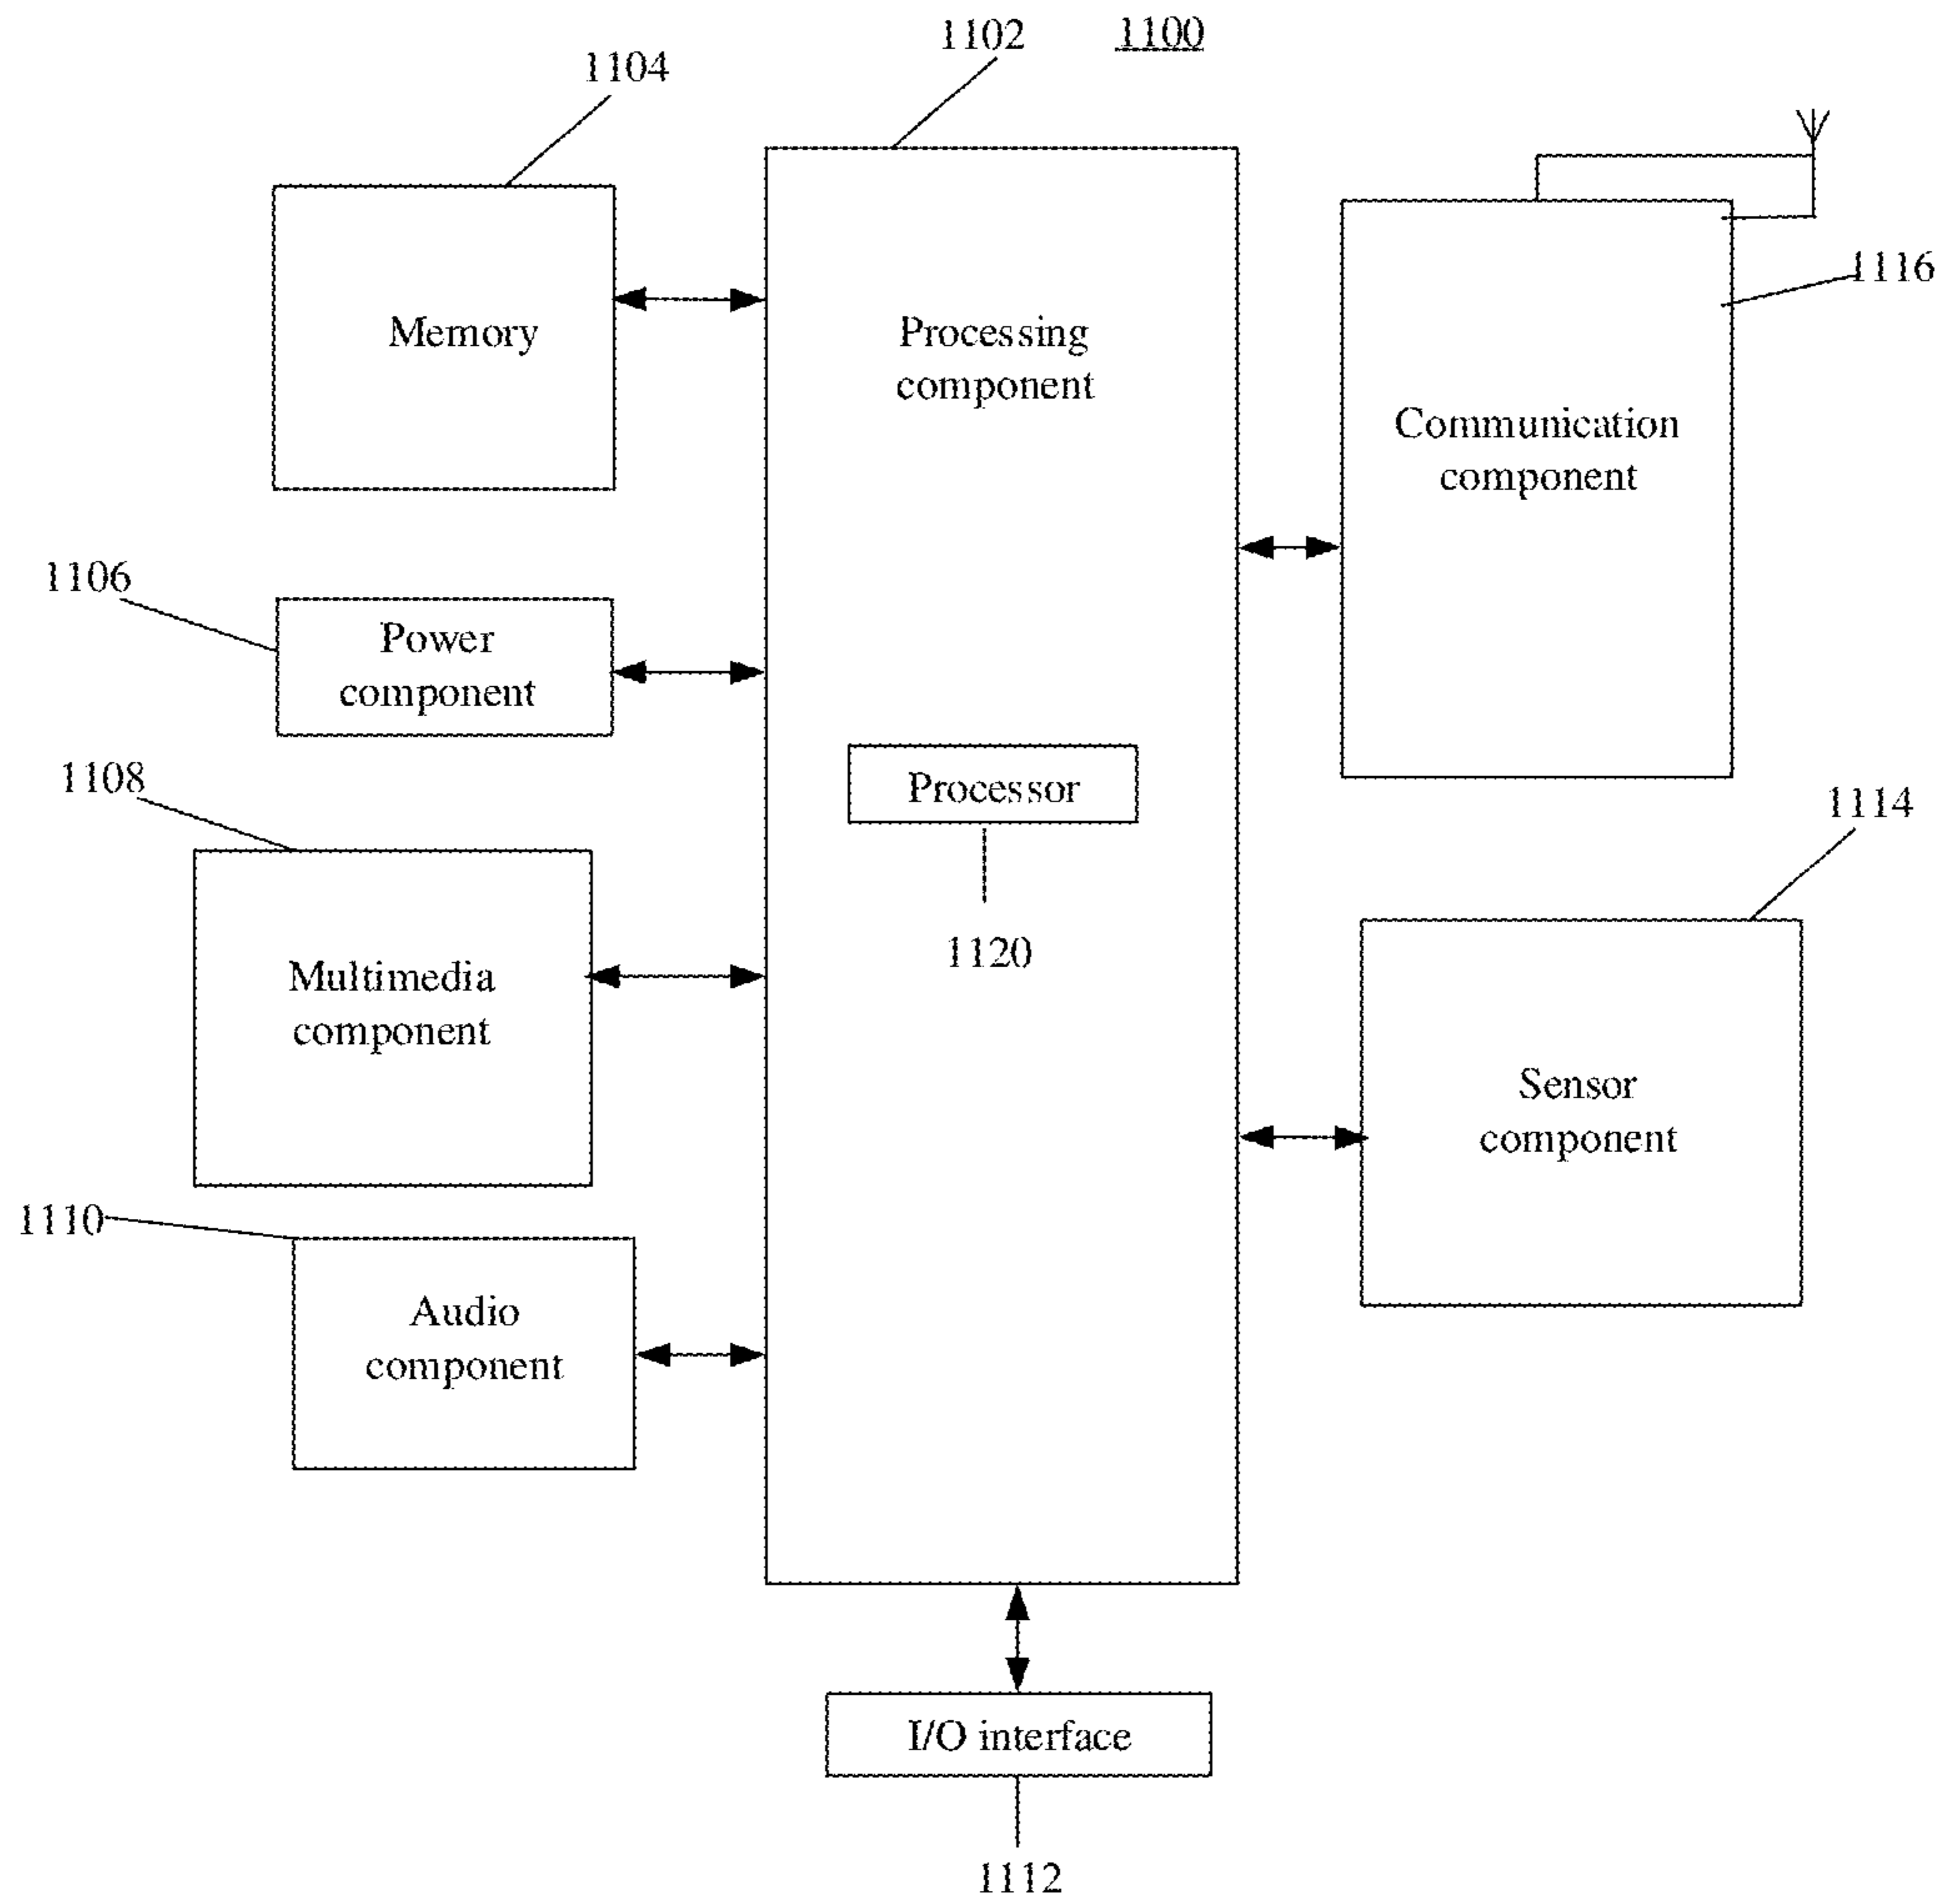 1102
1100
1104
1116
Memory
Processing
component
Communication
component
1106
Power
component
1108
Processor
1114
1120
Multimedia
component
Sensor
component
1110
Audio
component
I/O interface
1112